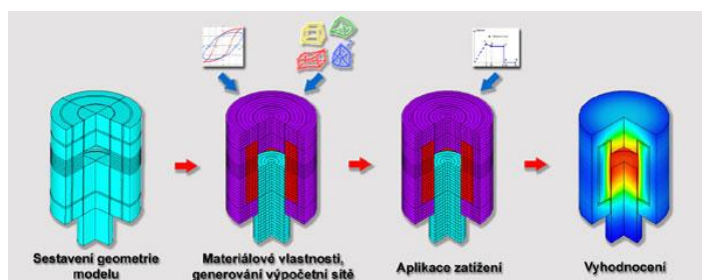 Sestavení geometrie
modelu
Materiálové vlastnosti,
generování výpočetní sítě
Aplikace zatížení
Vyhodnocení